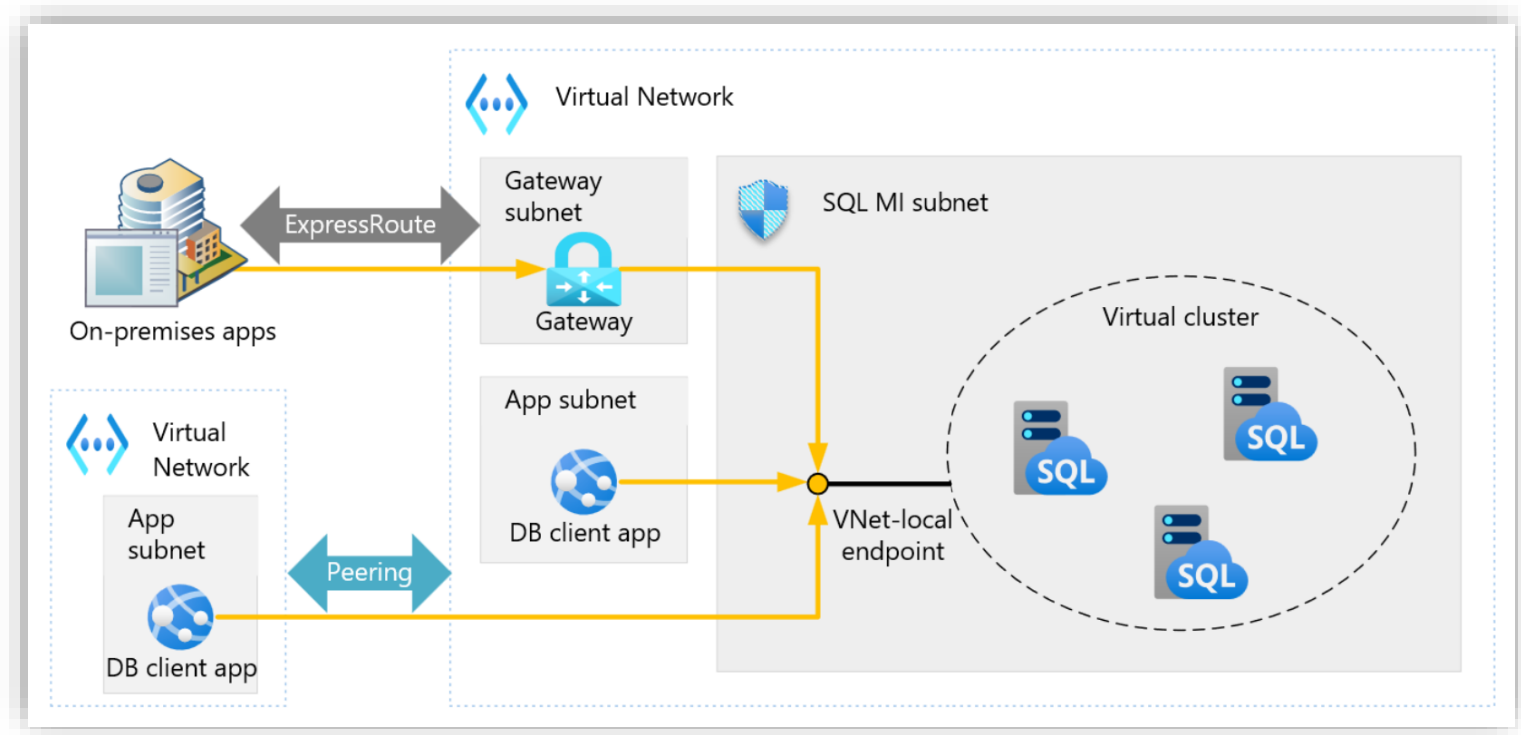 Virtual Network
Gateway
subnet
SQL MI subnet
ExpressRoute
Gateway
On-premises apps
Virtual cluster
App subnet
SQL
SQL
SQL
DB client app
VNet-local
endpoint
Virtual
Network
App
subnet
Peering
DB client app